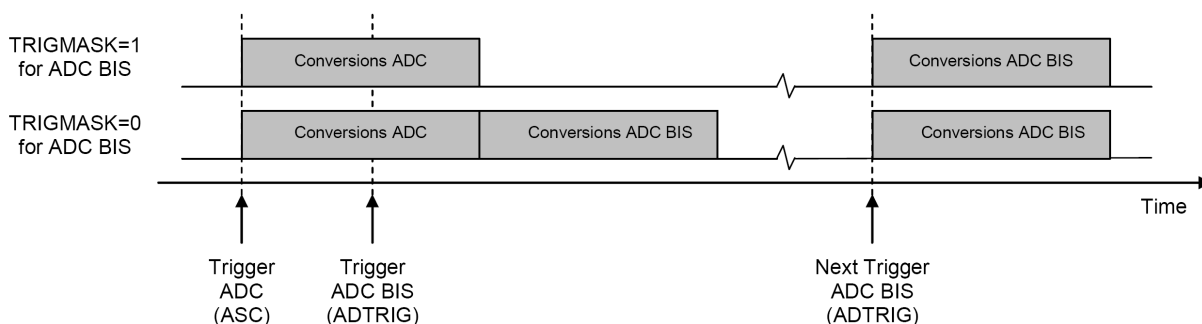 TRIGMASK=1
for ADC BIS
Conversions ADC
Conversions ADC BIS
TRIGMASK=0
for ADC BIS
Conversions ADC
Conversions ADC BIS
Conversions ADC BIS
Time
Trigger
ADC
(ASC)
Trigger
ADC BIS
(ADTRIG)
Next Trigger
ADC BIS
(ADTRIG)